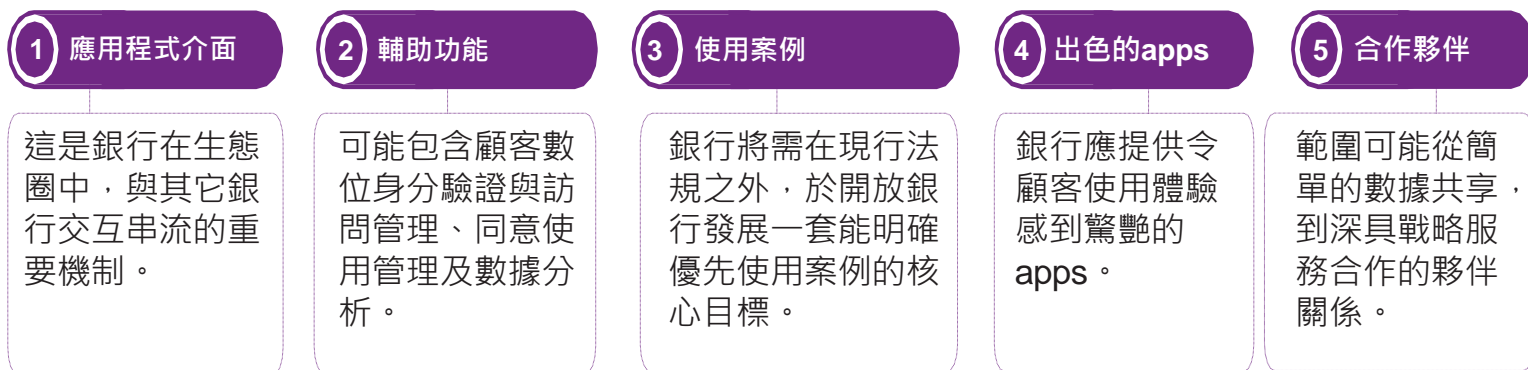 1 應用程式介面
這是銀行在生態
圈中，與其它銀
行交互串流的重
要機制。
2 輔助功能
可能包含顧客數
位身分驗證與訪
問管理、同意使
用管理及數據分
析。
3 使用案例
銀行將需在現行法
規之外，於開放銀
行發展一套能明確
優先使用案例的核
心目標。
4 出色的apps
銀行應提供令
顧客使用體驗
感到驚艷的
apps。
5 合作夥伴
範圍可能從簡
單的數據共享，
到深具戰略服
務合作的夥伴
關係。